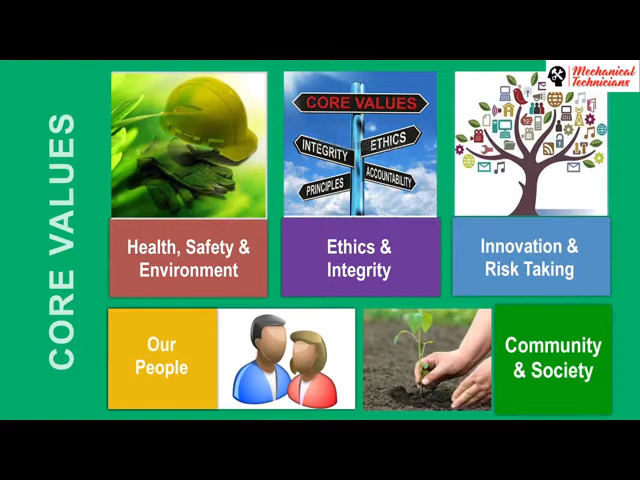 Mechanical
Technicians
CORE VALUES
CORE VALUES
INTEGRITY
ETHICS
PRINCIPLES
ACCOUNTABILITY
IT
Health, Safety &
Environment
Ethics &
Integrity
Innovation &
Risk Taking
Our
People
Community
& Society